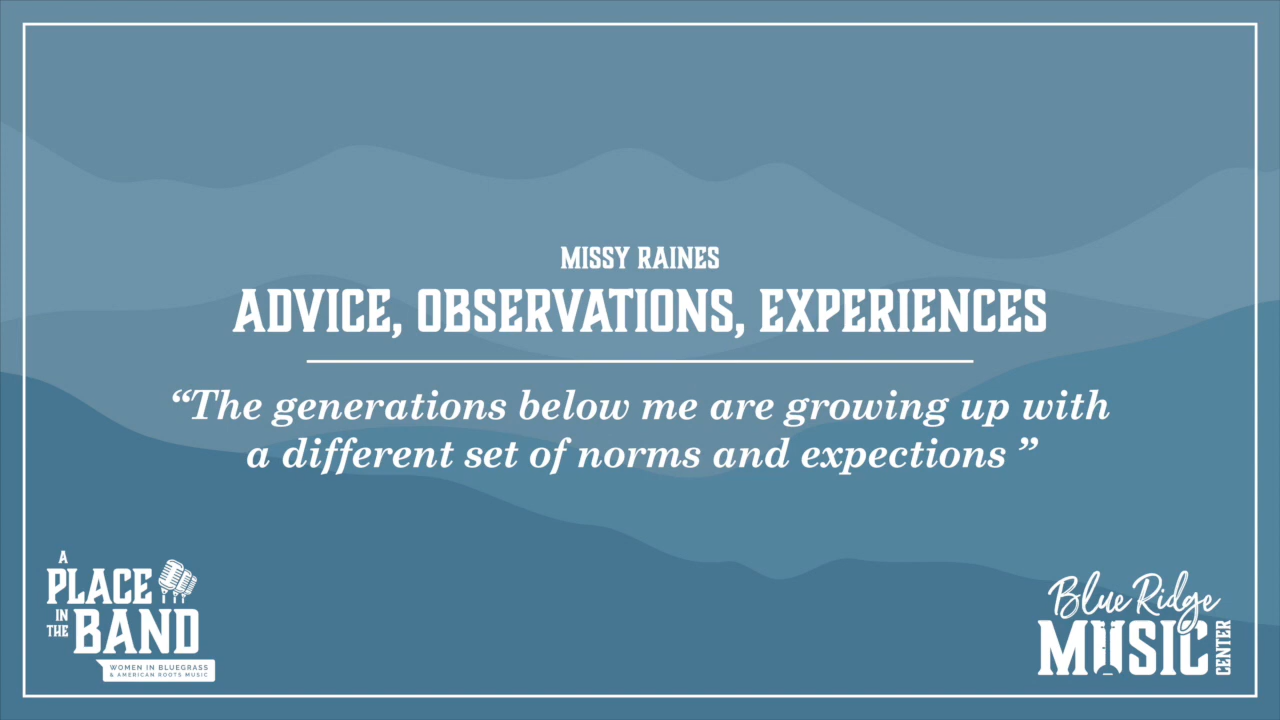 MISSY RAINES
ADVICE, OBSERVATIONS, EXPERIENCES
“The generations below me are growing up with
a different set of norms and expections ”
A
PLACE
IN
THE
BAND
WOMEN IN BLUEGRASS
& AMERICAN ROOTS MUSIC
Blue Ridge
MUSIC
CENTER